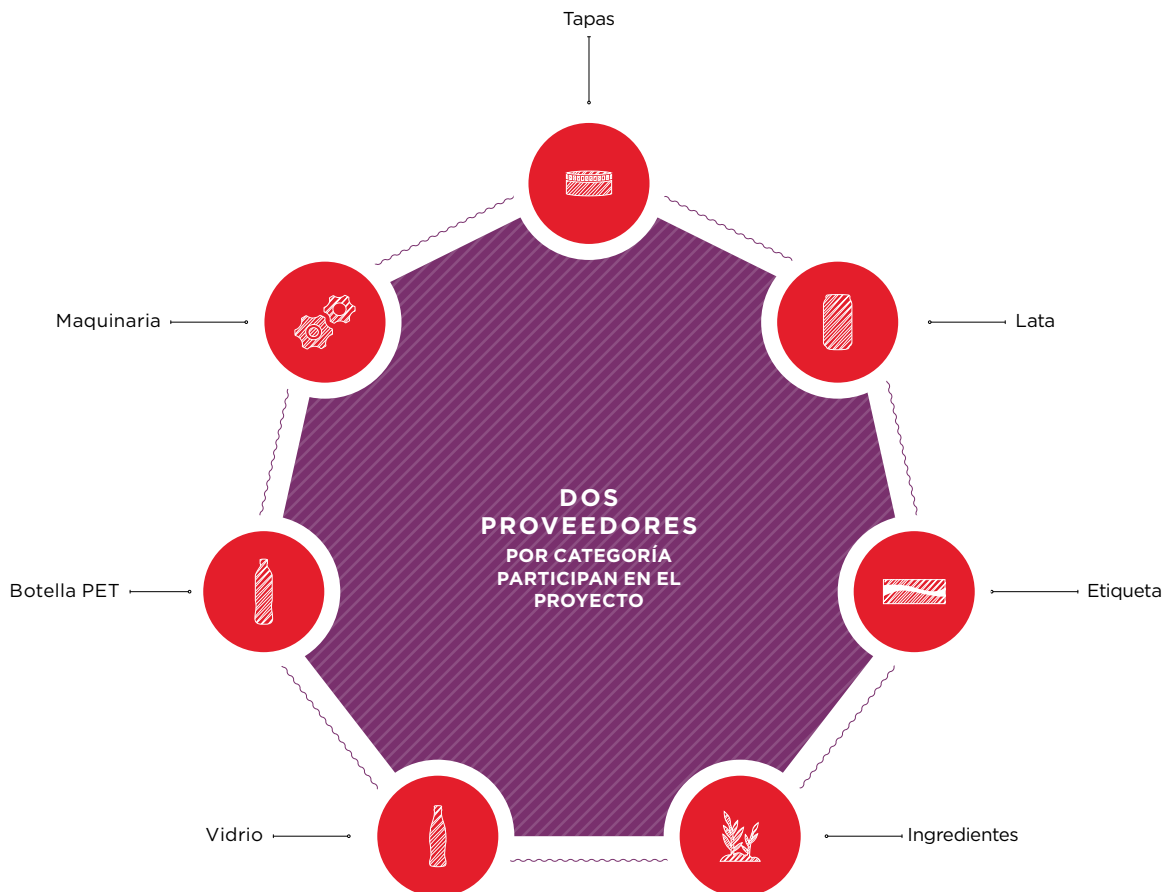 Tapas
Maquinaria
Lata
DOS
PROVEEDORES
POR CATEGORÍA
PARTICIPAN EN EL
PROYECTO
Botella PET
Etiqueta
Vidrio
Ingredientes